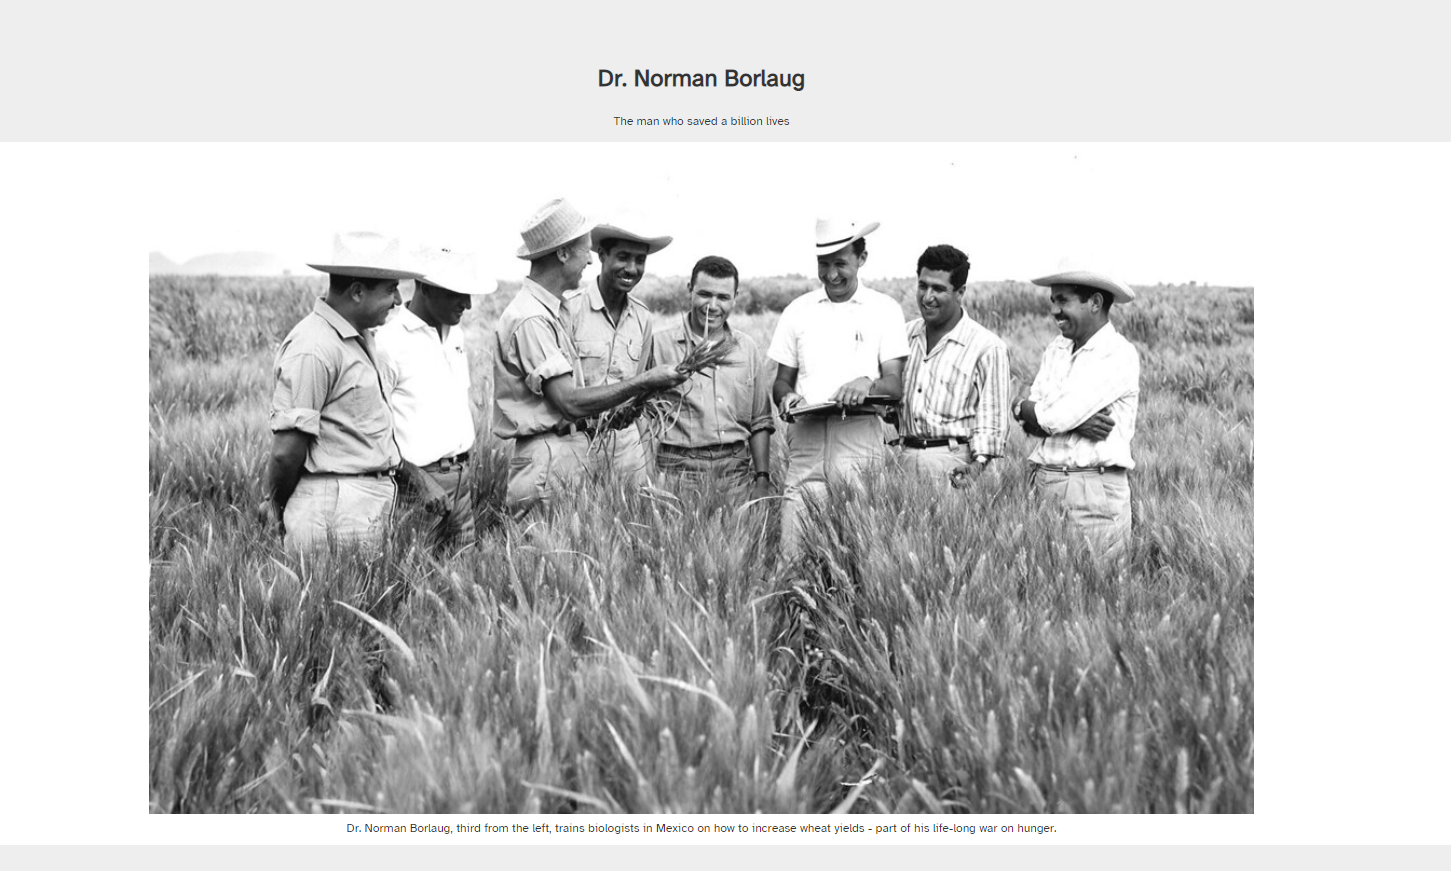 Dr. Norman Borlaug
The man who saved a billion lives
Dr. Norman Borlaug, third from the left, trains biologists in Mexico on how to increase wheat yields - part of his life-long war on hunger.